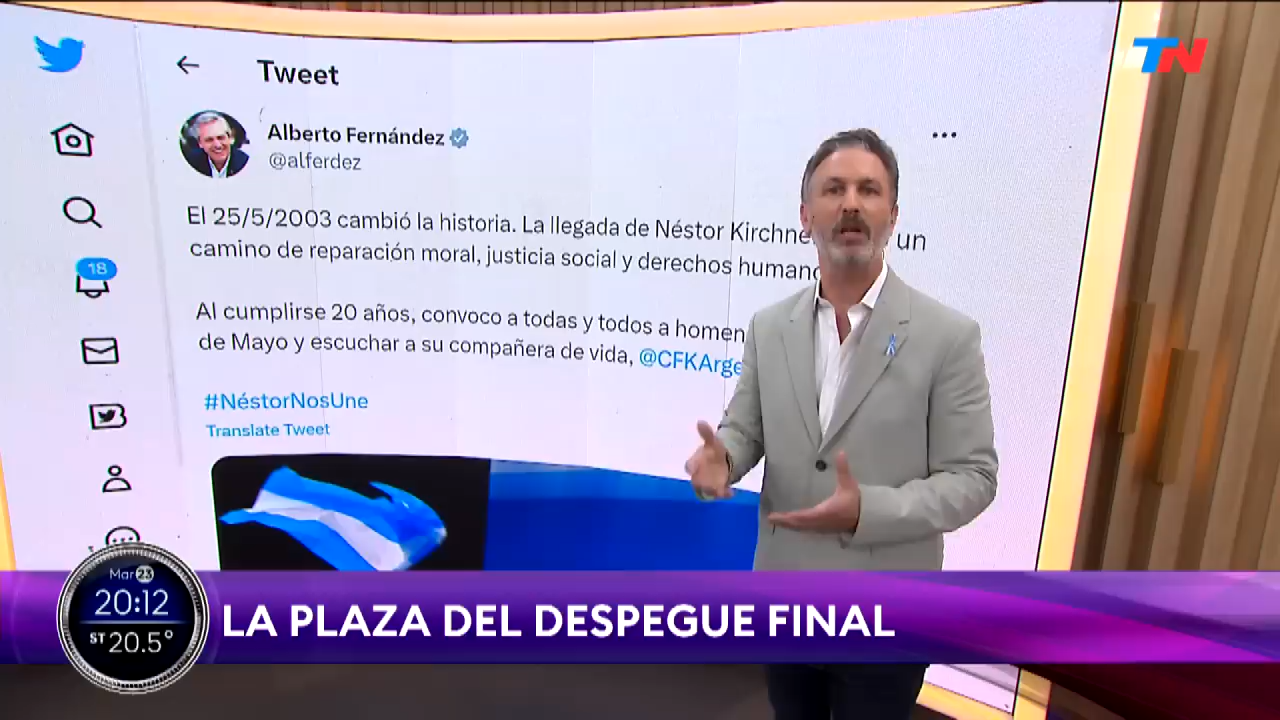 TN
Tweet
Alberto Fernández
@alferdez
El 25/5/2003 cambió la historia. La llegada de Néstor Kirchne un
camino de reparación moral, justicia social y derechos humano
Al cumplirse 20 años, convoco a todas y todos a homen
de Mayo y escuchar a su compañera de vida, @CFKArge
#NéstorNosUne
Translate Tweet
18
Mar 23
20:12
ST 20.5°
LA PLAZA DEL DESPEGUE FINAL